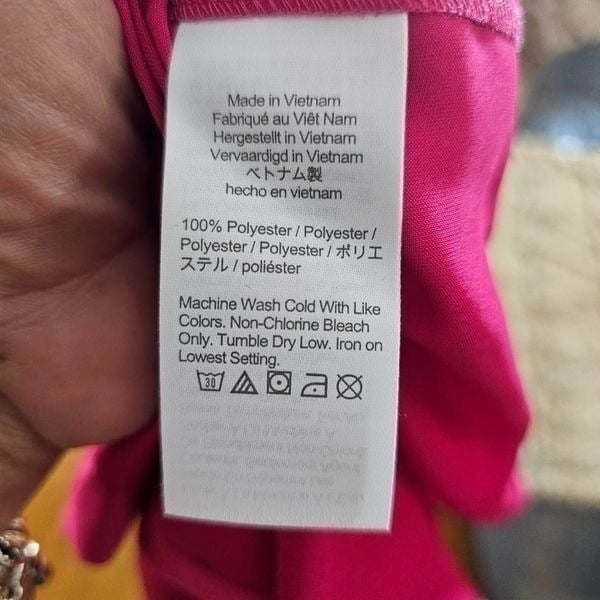 Made in Vietnam
Fabriqué au Viêt Nam
Hergestellt in Vietnam
Vervaardigd in Vietnam
ベトナム製
hecho en vietnam
100% Polyester / Polyester /
Polyester / Polyester / ポリエ
ステル / poliéster
Machine Wash Cold With Like
Colors. Non-Chlorine Bleach
Only. Tumble Dry Low. Iron on
Lowest Setting.
30